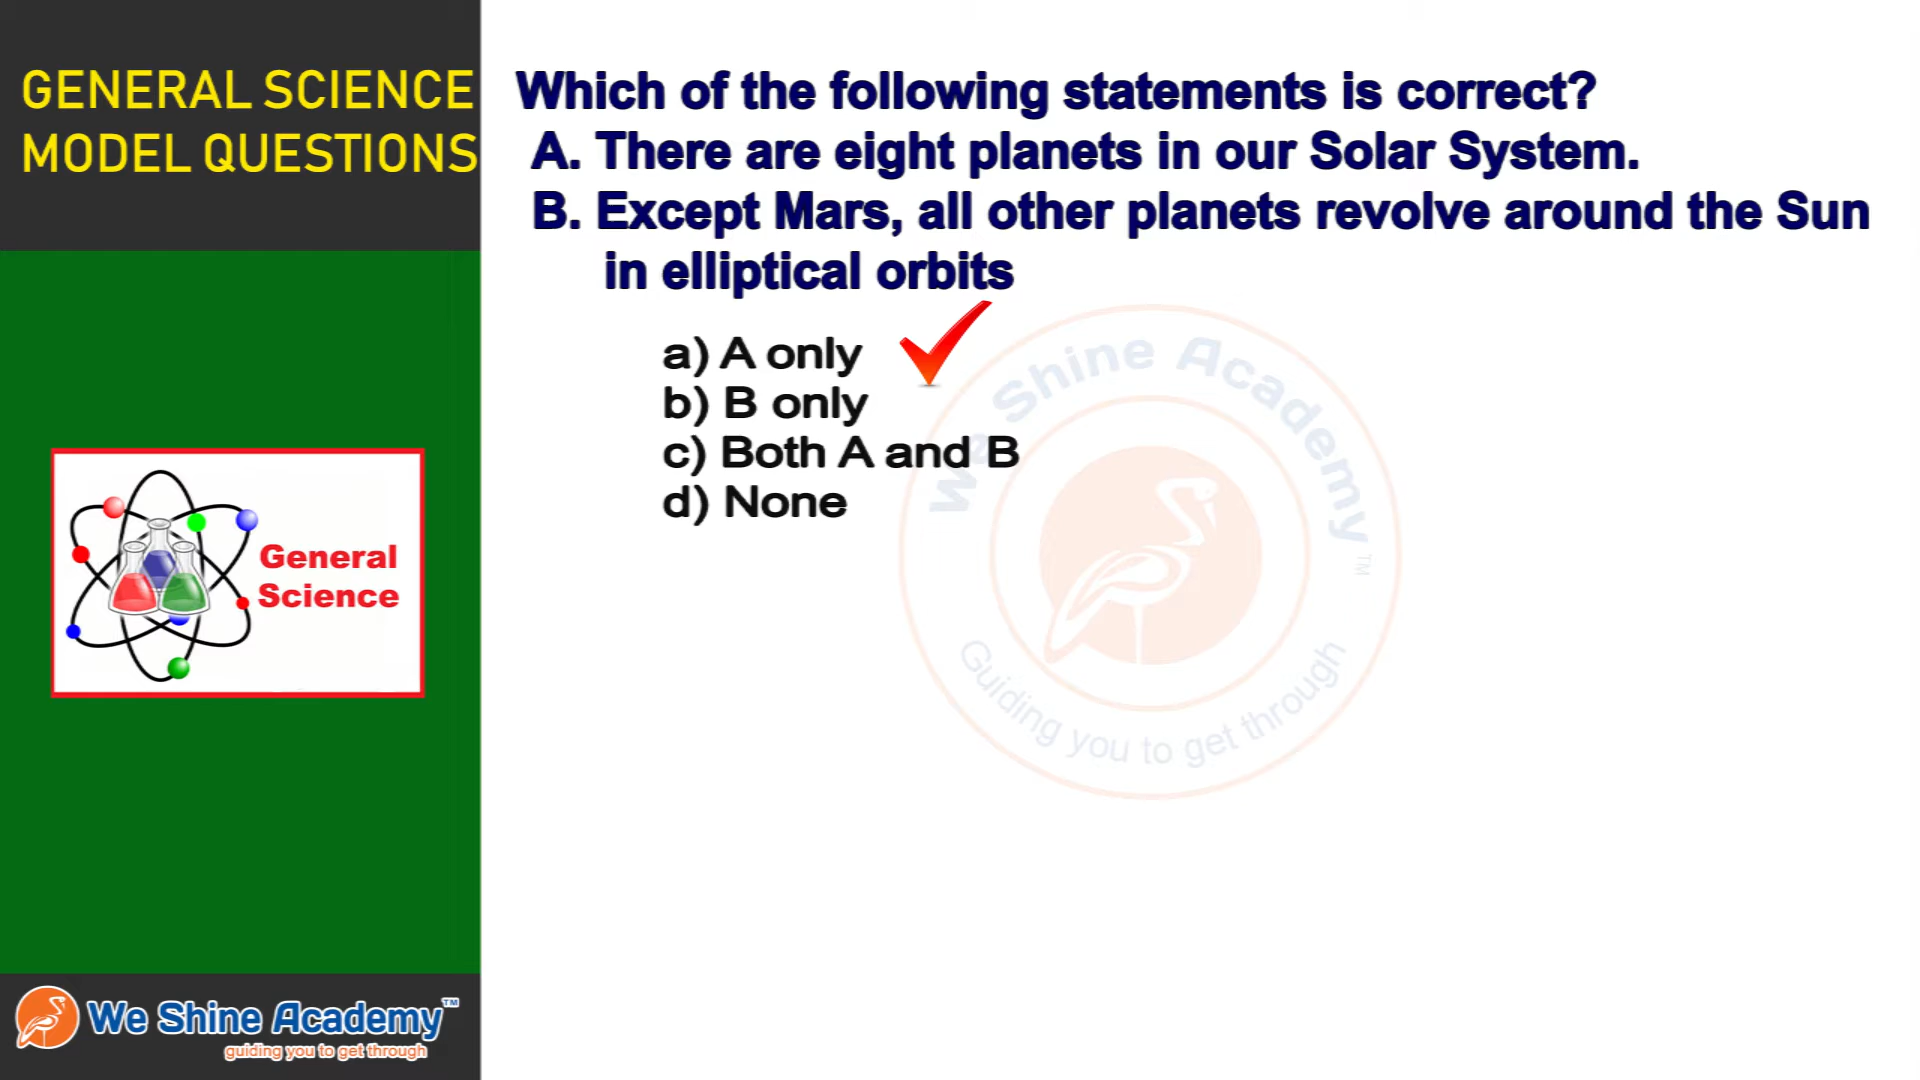 GENERAL SCIENCE
MODEL QUESTIONS
Which of the following statements is correct?
A. There are eight planets in our Solar System.
B. Except Mars, all other planets revolve around the Sun
in elliptical orbits
a) A only
b) B only
c) Both A and B
d) None
General
Science
We Shine Academy™
Guiding you to get through
We Shine Academy™
guiding you to get through